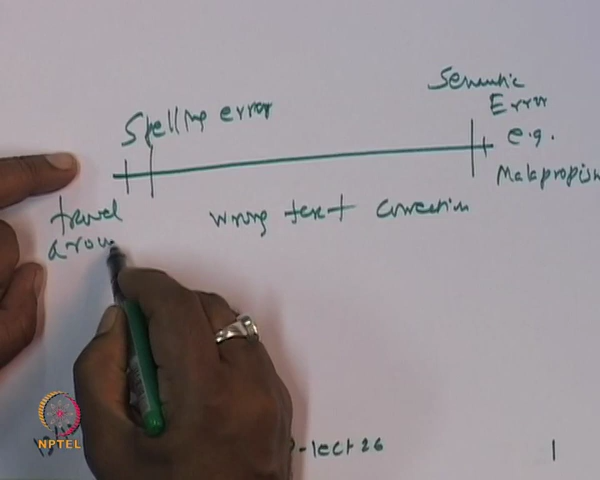 Spelling error
Semantic
Error
e.g.
Malapropism
wrong text correction
travel
arou
NPTEL
-lect 26
1